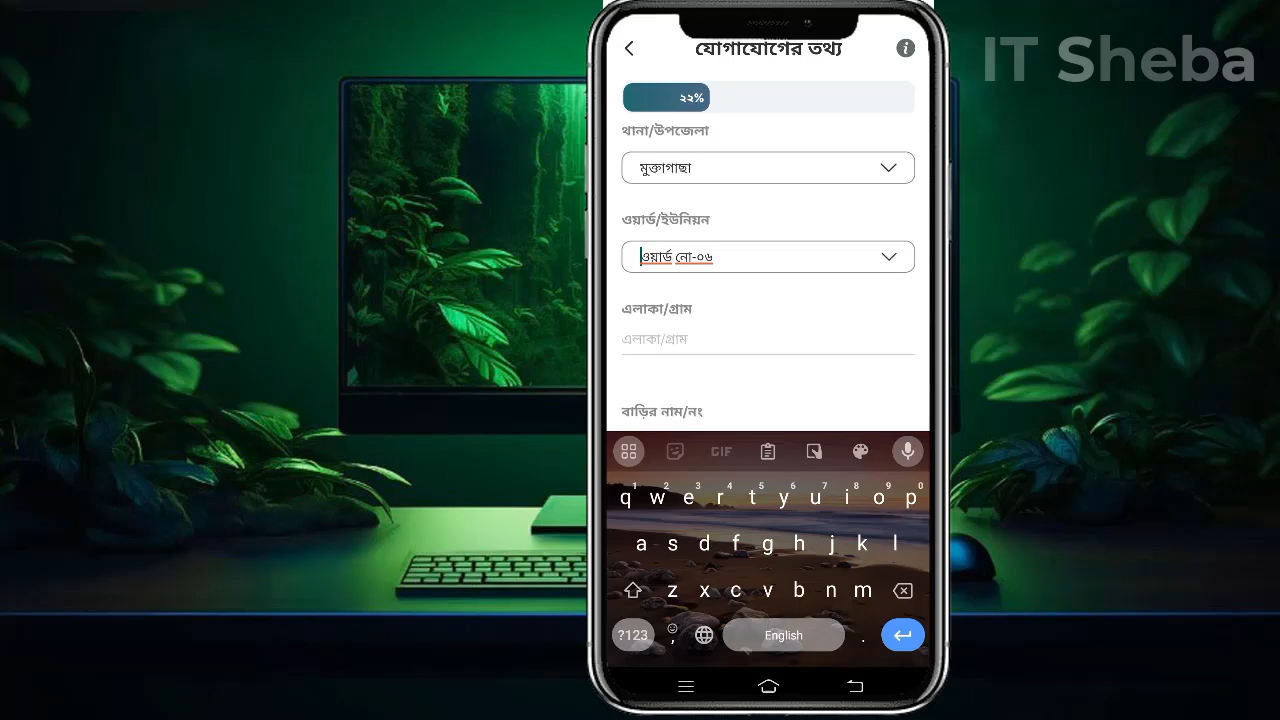 IT Sheba
যোগাযোগের তথ্য
২২%
থানা/উপজেলা
মুক্তাগাছা
ওয়ার্ড/ইউনিয়ন
ওয়ার্ড নো-০৬
এলাকা/গ্রাম
এলাকা/গ্রাম
বাড়ির নাম/নং
GIF
1 2 3 4 5 6 7 8 9 0
q w e r t y u i o p
a s d f g h j k l
z x c v b n m
?123 , English .